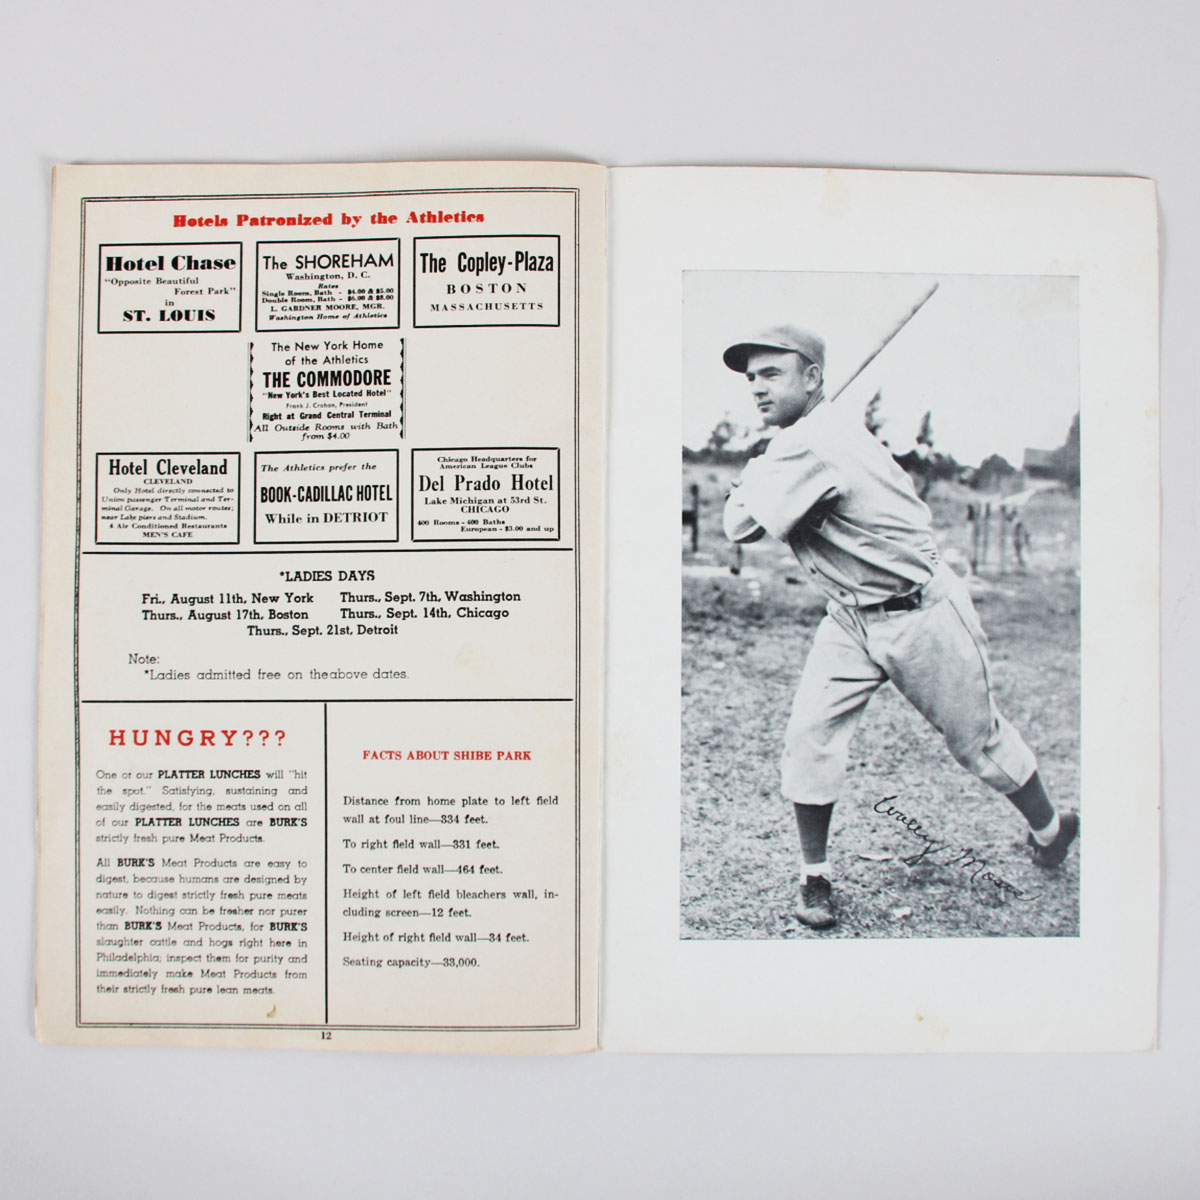 Hotels Patronized by the Athletics
Hotel Chase
"Opposite Beautiful
Forest Park"
in
ST. LOUIS
The SHOREHAM
Washington, D. C.
Rates
Single Room, Bath - $4.00 & $5.00
Double Room, Bath - $6.00 & $8.00
L. GARDNER MOORE, MGR.
Washington Home of Athletics
The Copley-Plaza
BOSTON
MASSACHUSETTS
The New York Home
of the Athletics
THE COMMODORE
"New York's Best Located Hotel"
Frank J. Crohan, President
Right at Grand Central Terminal
All Outside Rooms with Bath
from $4.00
Hotel Cleveland
CLEVELAND
Only Hotel directly connected to
Union passenger Terminal and Ter-
minal Garage. On all motor routes;
near Lake piers and Stadium.
4 Air Conditioned Restaurants
MEN'S CAFE
The Athletics prefer the
BOOK-CADILLAC HOTEL
While in DETRIOT
Chicago Headquarters for
American League Clubs
Del Prado Hotel
Lake Michigan at 53rd St.
CHICAGO
400 Rooms - 400 Baths
European - $3.00 and up
*LADIES DAYS
Fri., August 11th, New York
Thurs., Sept. 7th, Washington
Thurs., August 17th, Boston
Thurs., Sept. 14th, Chicago
Thurs., Sept. 21st, Detroit
Note:
*Ladies admitted free on theabove dates.
HUNGRY???
One of our PLATTER LUNCHES will "hit
the spot." Satisfying, sustaining and
easily digested, for the meats used on all
of our PLATTER LUNCHES are BURK'S
strictly fresh pure Meat Products.
All BURK'S Meat Products are easy to
digest, because humans are designed by
nature to digest strictly fresh pure meats
easily. Nothing can be fresher nor purer
than BURK'S Meat Products, for BURK'S
slaughter cattle and hogs right here in
Philadelphia; inspect them for purity and
immediately make Meat Products from
their strictly fresh pure lean meats.
FACTS ABOUT SHIBE PARK
Distance from home plate to left field
wall at foul line—334 feet.
To right field wall—331 feet.
To center field wall—464 feet.
Height of left field bleachers wall, in-
cluding screen—12 feet.
Height of right field wall—34 feet.
Seating capacity—33,000.
12
Wally Moses